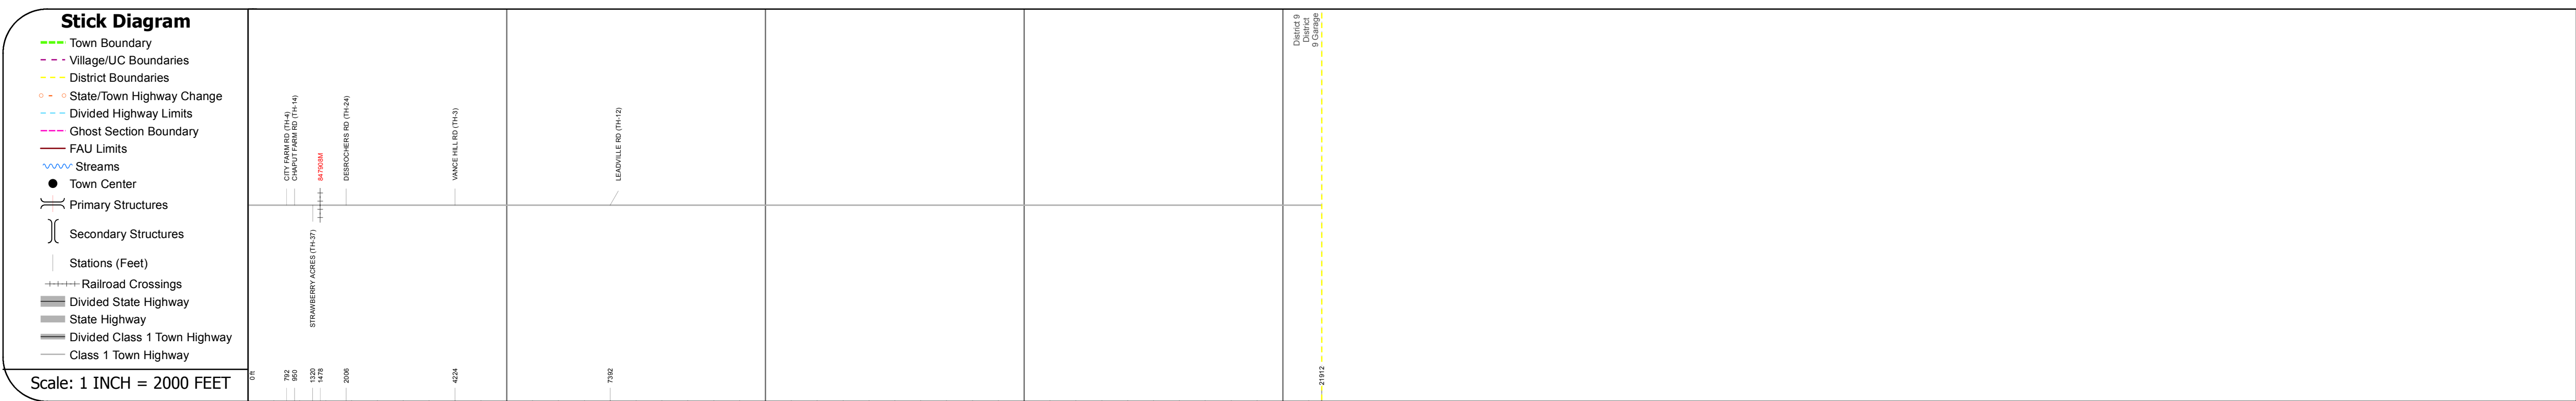 Stick Diagram
Town Boundary
Village/UC Boundaries
District Boundaries
State/Town Highway Change
Divided Highway Limits
Ghost Section Boundary
FAU Limits
Streams
Town Center
Primary Structures
Secondary Structures
Stations (Feet)
Railroad Crossings
Divided State Highway
State Highway
Divided Class 1 Town Highway
Class 1 Town Highway
Scale: 1 INCH = 2000 FEET
CITY FARM RD (TH-4)
CHAPUT FARM RD (TH-14)
STRAWBERRY ACRES (TH-37)
847908M
DESROCHERS RD (TH-24)
VANCE HILL RD (TH-3)
LEADVILLE RD (TH-12)
District 9
District
9 Garage
0 ft
792
950
1320
1478
2006
4224
7392
21912